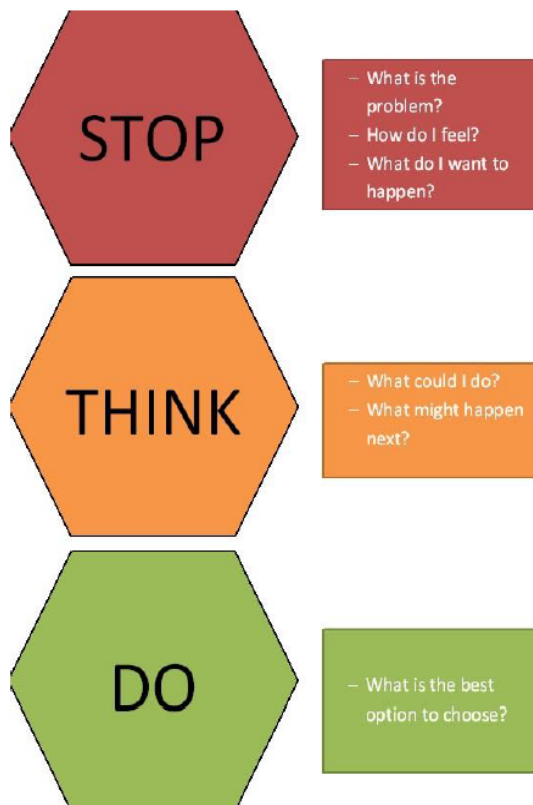 STOP
– What is the
problem?
– How do I feel?
– What do I want to
happen?
THINK
– What could I do?
– What might happen
next?
DO
– What is the best
option to choose?